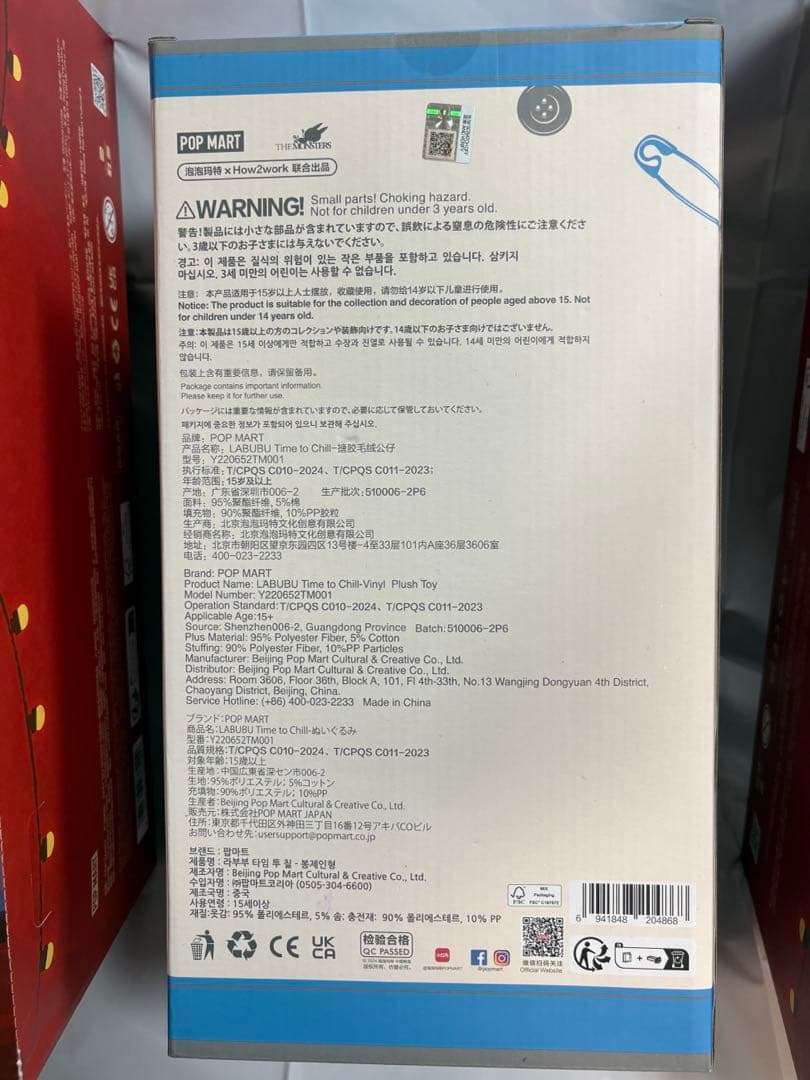 POP MART
THE MONSTERS
泡泡玛特×How2work 联合出品
WARNING! Small parts! Choking hazard.
Not for children under 3 years old.
警告!製品には小さな部品が含まれていますので、誤飲による窒息の危険性にご注意くださ
い。3歳以下のお子さまには与えないでください。
경고: 이 제품은 질식의 위험이 있는 작은 부품을 포함하고 있습니다. 삼키지
마십시오. 3세 미만의 어린이는 사용할 수 없습니다.
注意: 本产品适用于15岁以上人士摆放，收藏使用，请勿给14岁以下儿童进行使用。
Notice: The product is suitable for the collection and decoration of people aged above 15. Not
for children under 14 years old.
注意:本製品は15歳以上の方のコレクションや装飾向けです。14歳以下のお子さま向けではございません。
주의: 이 제품은 15세 이상에게만 적합하고 수장과 진열로 사용될 수 있습니다. 14세 미만의 어린이에게 적합하지
않습니다.
包装上含有重要信息，请保留备用。
Package contains important information.
Please keep it for further use.
パッケージには重要な情報が含まれていますので、必要に応じて保管しておいてください。
패키지에 중요한 정보가 포함되어 있으니 보관해 주십시오.
品牌：POP MART
产品名称：LABUBU Time to Chill-搪胶毛绒公仔
型号：Y220652TM001
执行标准：T/CPQS C010-2024、T/CPQS C011-2023;
年龄范围：15岁及以上
产地：广东省深圳市006-2 生产批次：510006-2P6
面料：95%聚酯纤维, 5%棉
填充物：90%聚酯纤维，10%PP胶粒
生产商：北京泡泡玛特文化创意有限公司
经销商名称：北京泡泡玛特文化创意有限公司
地址：北京市朝阳区望京东园四区13号楼-4至33层101内A座36层3606室
电话：400-023-2233
Brand: POP MART
Product Name: LABUBU Time to Chill-Vinyl Plush Toy
Model Number: Y220652TM001
Operation Standard: T/CPQS C010-2024、T/CPQS C011-2023
Applicable Age:15+
Source: Shenzhen006-2, Guangdong Province Batch: 510006-2P6
Plus Material: 95% Polyester Fiber, 5% Cotton
Stuffing: 90% Polyester Fiber, 10%PP Particles
Manufacturer: Beijing Pop Mart Cultural & Creative Co., Ltd.
Distributor: Beijing Pop Mart Cultural & Creative Co., Ltd.
Address: Room 3606, Floor 36th, Block A, 101, Fl 4th-33th, No.13 Wangjing Dongyuan 4th District,
Chaoyang District, Beijing, China.
Service Hotline: (+86) 400-023-2233 Made in China
ブランド:POP MART
商品名:LABUBU Time to Chill-ぬいぐるみ
型番:Y220652TM001
品質規格:T/CPQS C010-2024、T/CPQS C011-2023
対象年齢:15歳以上
生産地:中国広東省深セン市006-2
生地:95%ポリエステル; 5%コットン
充填物:90%ポリエステル, 10%PP
生産者:Beijing Pop Mart Cultural & Creative Co., Ltd.
販売元:株式会社POP MART JAPAN
住所:東京都千代田区外神田三丁目16番12号アキバCOビル
お問い合わせ先:usersupport@popmart.co.jp
브랜드 : 팝마트
제품명 : 라부부 타임 투 칠 - 봉제인형
제조자명 : Beijing Pop Mart Cultural & Creative Co., Ltd.
수입자명 : ㈜팝마트코리아 (0505-304-6600)
제조국명 : 중국
사용연령 : 15세이상
재질:옷감: 95% 폴리에스테르, 5% 솜: 충전재: 90% 폴리에스테르, 10% PP
FSC
MIX
Packaging
6 941848 204868
CE
UK
CA
检验合格
QC PASSED
版权所有，仿冒必究。
小红书
@popmart
微信扫码关注
Official Website